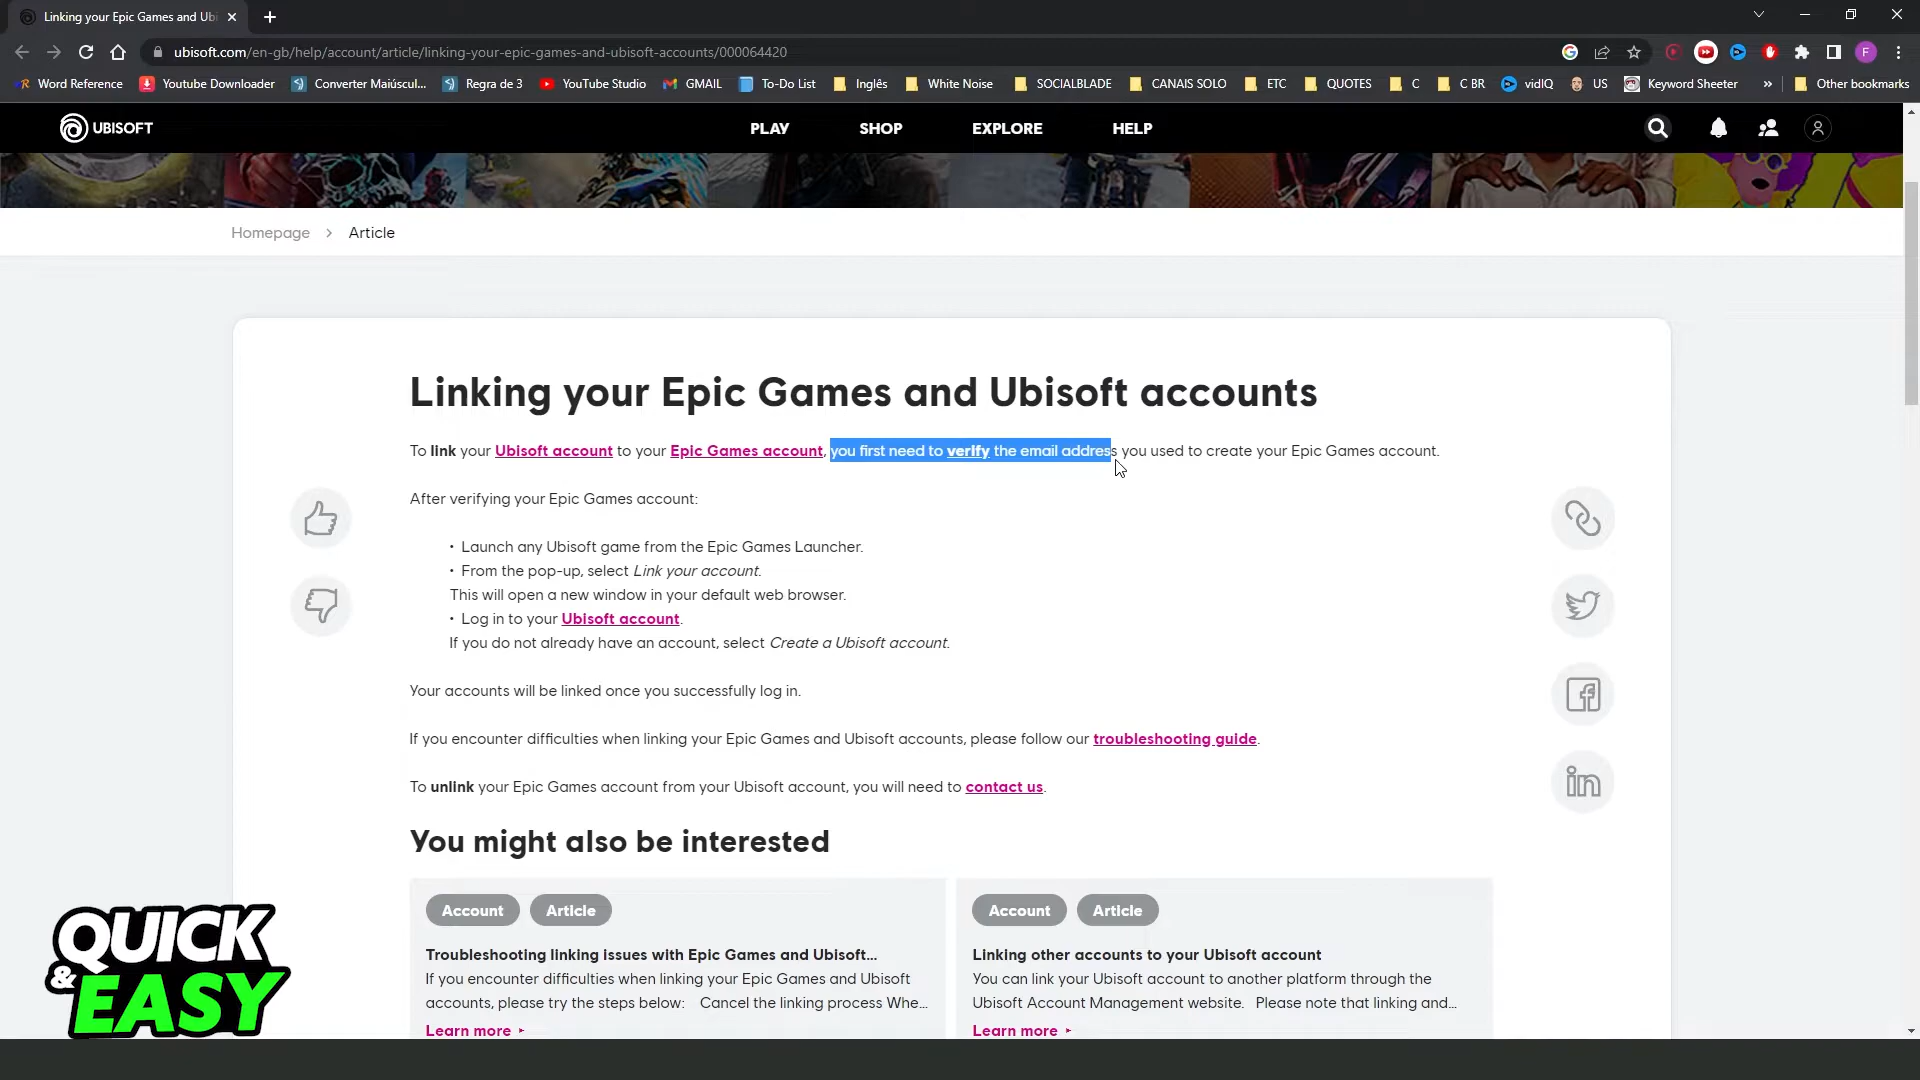 Linking your Epic Games and Ubi
ubisoft.com/en-gb/help/account/article/linking-your-epic-games-and-ubisoft-accounts/000064420
Word Reference Youtube Downloader Converter Maiúscul... Regra de 3 YouTube Studio GMAIL To-Do List Inglês White Noise SOCIALBLADE CANAIS SOLO ETC QUOTES C C BR vidIQ US Keyword Sheeter » Other bookmarks
UBISOFT PLAY SHOP EXPLORE HELP
Homepage > Article
Linking your Epic Games and Ubisoft accounts
To link your Ubisoft account to your Epic Games account, you first need to verify the email address you used to create your Epic Games account.
After verifying your Epic Games account:
• Launch any Ubisoft game from the Epic Games Launcher.
• From the pop-up, select Link your account.
This will open a new window in your default web browser.
• Log in to your Ubisoft account.
If you do not already have an account, select Create a Ubisoft account.
Your accounts will be linked once you successfully log in.
If you encounter difficulties when linking your Epic Games and Ubisoft accounts, please follow our troubleshooting guide.
To unlink your Epic Games account from your Ubisoft account, you will need to contact us.
You might also be interested
Account Article
Troubleshooting linking issues with Epic Games and Ubisoft...
If you encounter difficulties when linking your Epic Games and Ubisoft
accounts, please try the steps below: Cancel the linking process Whe...
Learn more
Account Article
Linking other accounts to your Ubisoft account
You can link your Ubisoft account to another platform through the
Ubisoft Account Management website. Please note that linking and...
Learn more
QUICK
& EASY